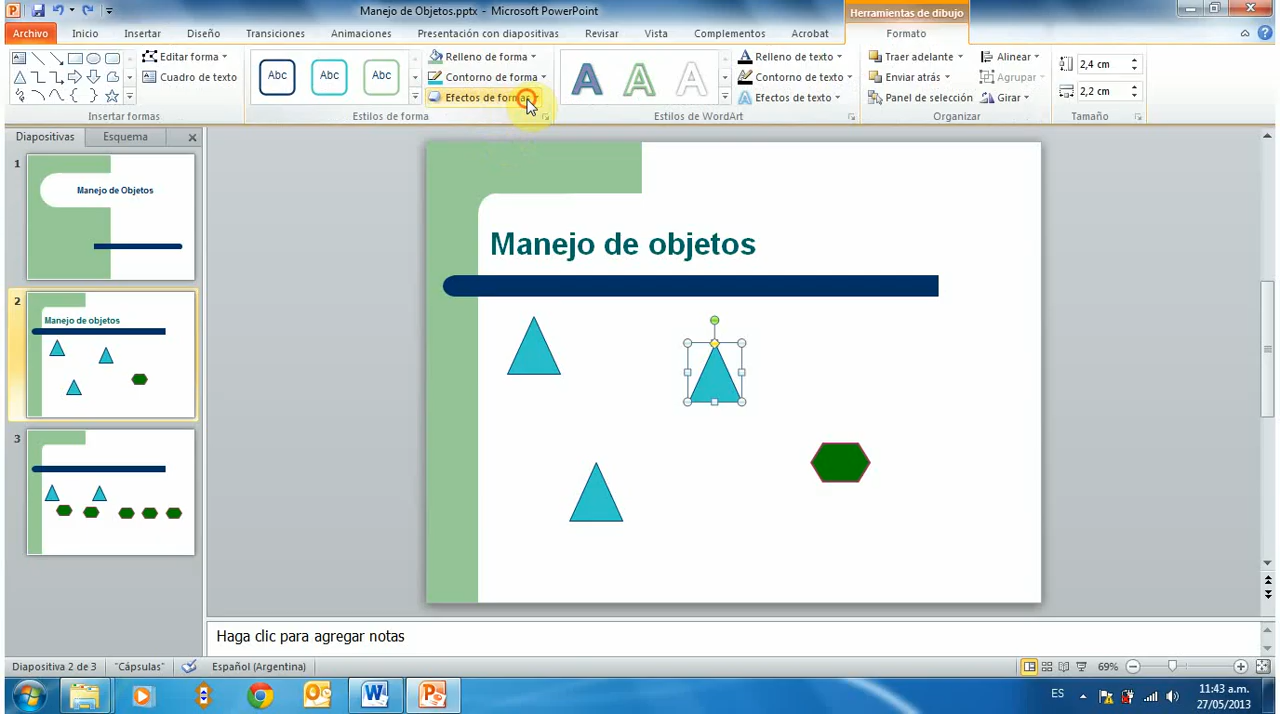 Manejo de Objetos.pptx - Microsoft PowerPoint
Herramientas de dibujo
Archivo Inicio Insertar Diseño Transiciones Animaciones Presentación con diapositivas Revisar Vista Complementos Acrobat Formato
Editar forma
Cuadro de texto
Insertar formas
Abc Abc Abc
Relleno de forma
Contorno de forma
Efectos de forma
Estilos de forma
A A A
Relleno de texto
Contorno de texto
Efectos de texto
Estilos de WordArt
Traer adelante
Enviar atrás
Panel de selección
Alinear
Agrupar
Girar
Organizar
2,4 cm
2,2 cm
Tamaño
Diapositivas Esquema
1
Manejo de Objetos
2
Manejo de objetos
3
Manejo de objetos
Haga clic para agregar notas
Diapositiva 2 de 3 "Cápsulas" Español (Argentina) 69%
ES
11:43 a.m.
27/05/2013